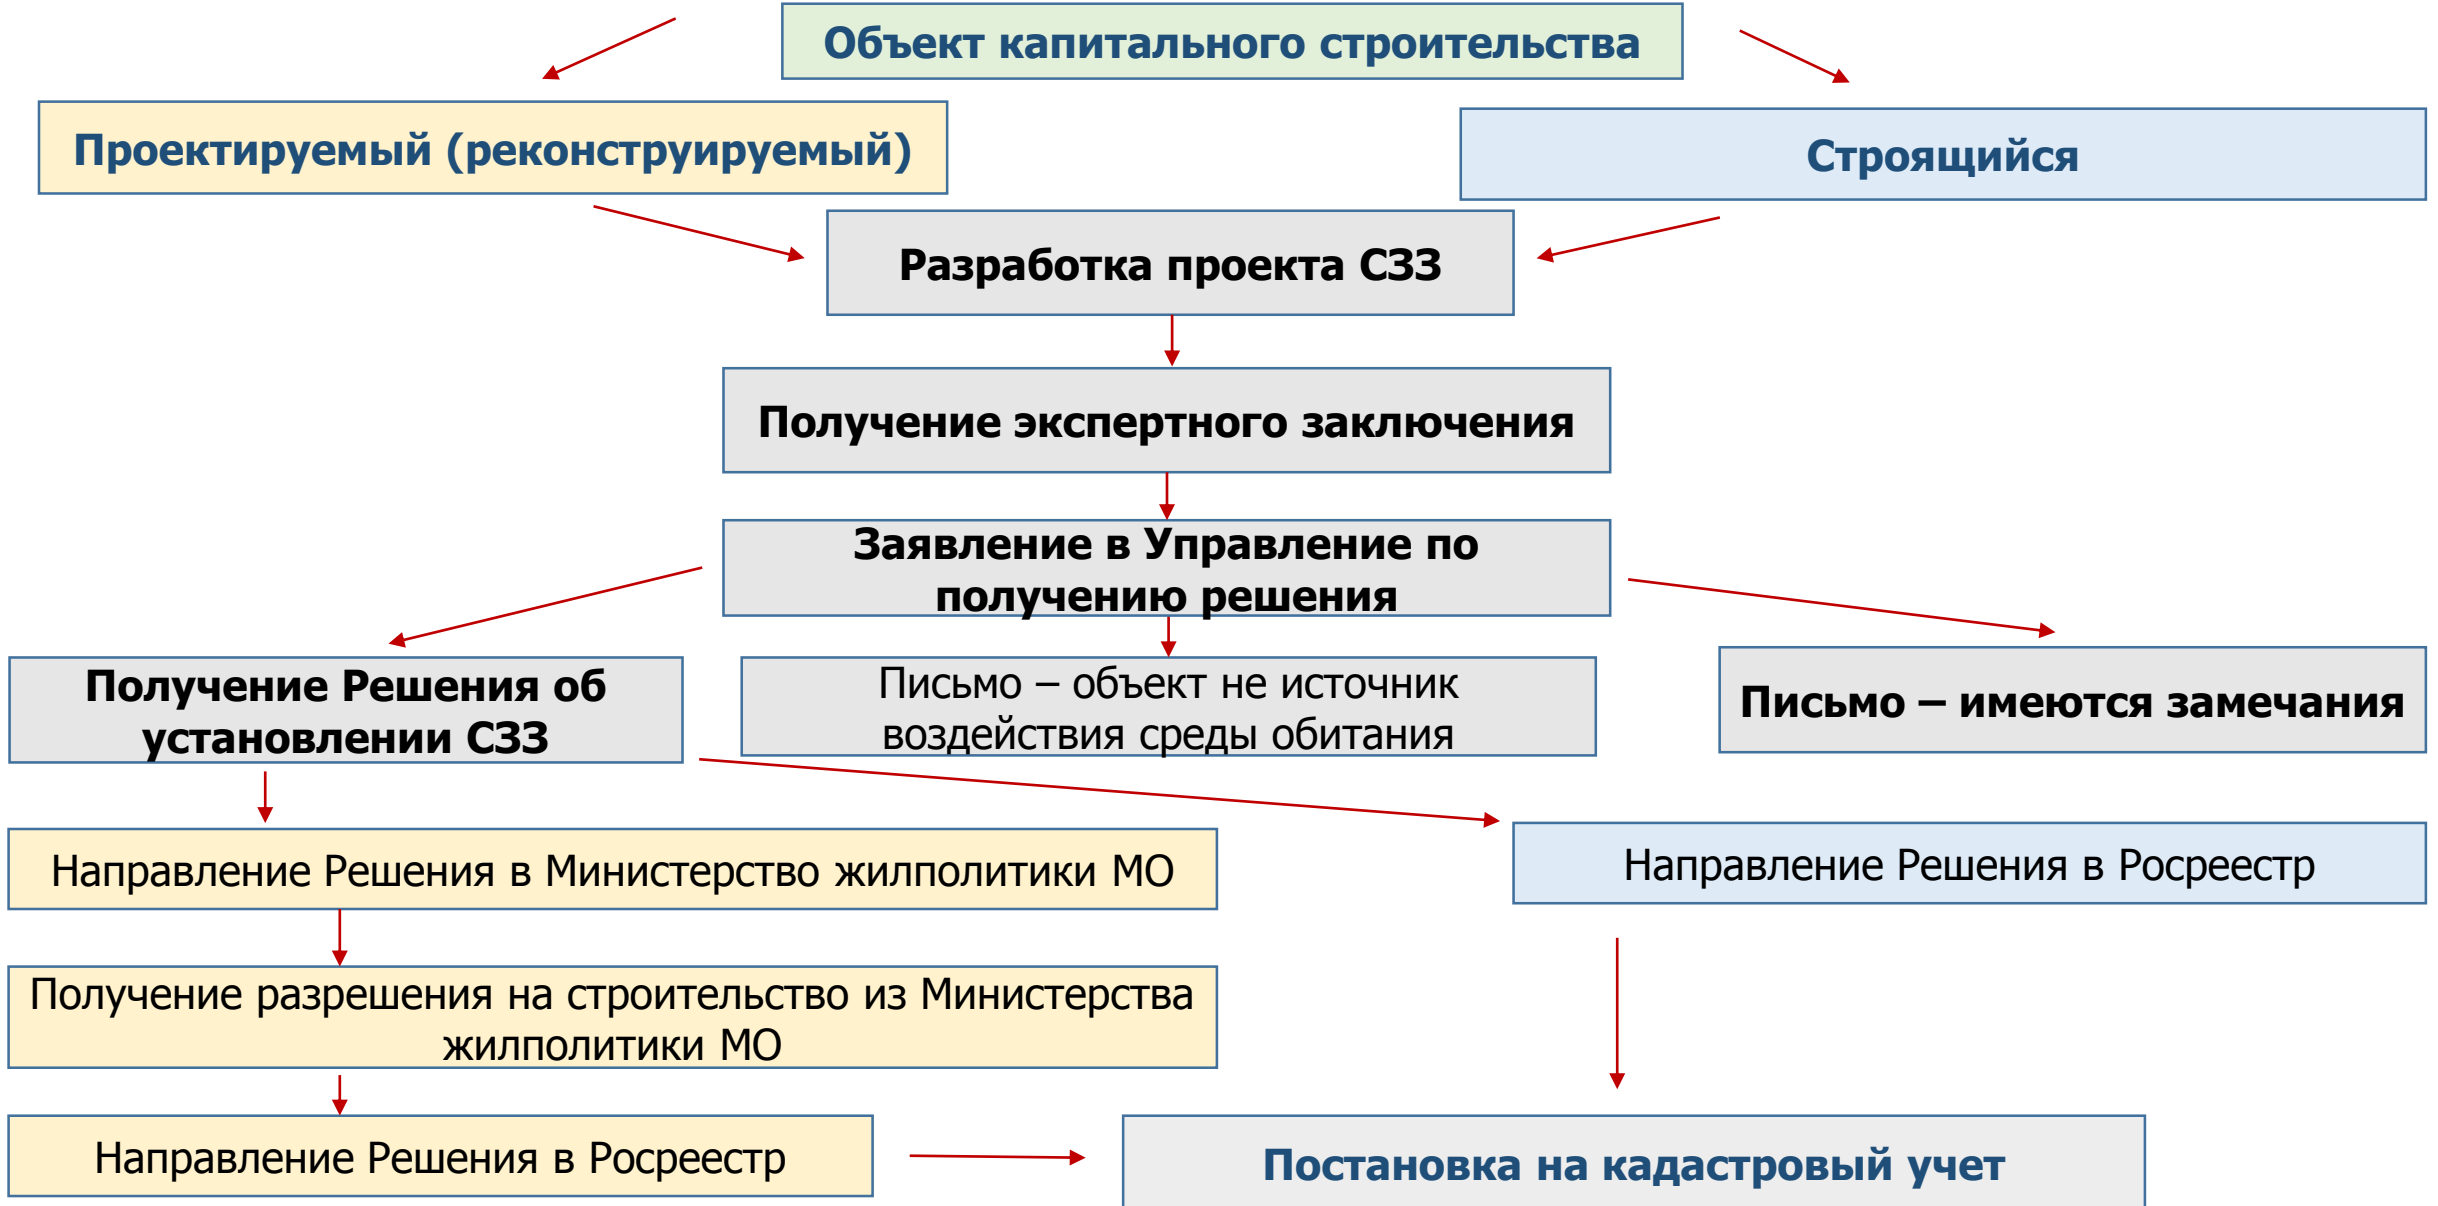 Объект капитального строительства
Проектируемый (реконструируемый)
Строящийся
Разработка проекта СЗЗ
Получение экспертного заключения
Заявление в Управление по
получению решения
Получение Решения об
установлении СЗЗ
Письмо – объект не источник
воздействия среды обитания
Письмо – имеются замечания
Направление Решения в Министерство жилполитики МО
Направление Решения в Росреестр
Получение разрешения на строительство из Министерства
жилполитики МО
Направление Решения в Росреестр
Постановка на кадастровый учет